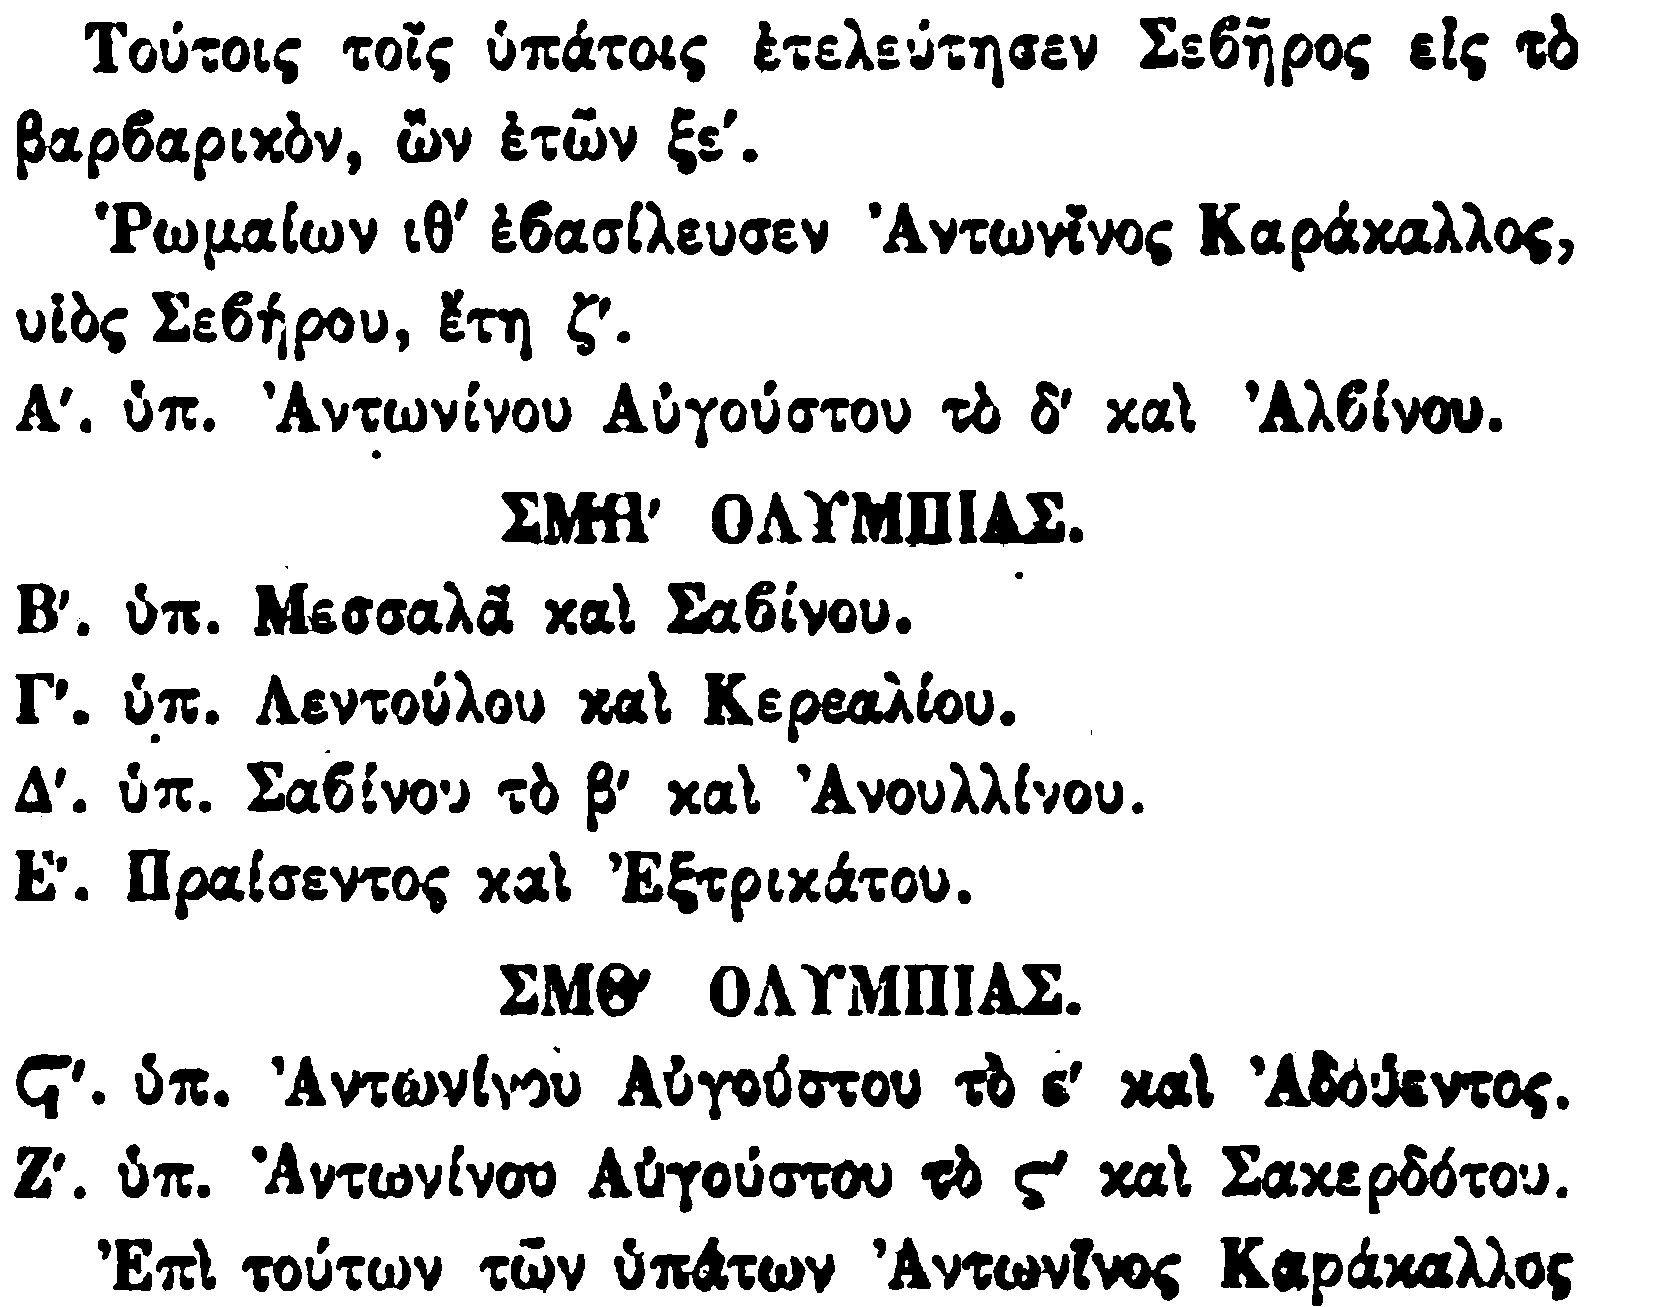 Τούτοις τοῖς ὑπάτοις ἐτελεύτησεν Σεβῆρος εἰς τὸ
βαρβαρικὸν, ὢν ἐτῶν ξε′.
Ῥωμαίων ιθ′ ἐβασίλευσεν Ἀντωνῖνος Καράκαλλος,
υἱὸς Σεβήρου, ἔτη ζ′.
Α′. ὑπ. Ἀντωνίνου Αὐγούστου τὸ δ′ καὶ Ἀλβίνου.
ΣΜΗ′ ΟΛΥΜΠΙΑΣ.
Β′. ὑπ. Μεσσαλᾶ καὶ Σαβίνου.
Γ′. ὑπ. Λεντούλου καὶ Κερεαλίου.
Δ′. ὑπ. Σαβίνου τὸ β′ καὶ Ἀνουλλίνου.
Ε′. Πραίσεντος καὶ Ἐξτρικάτου.
ΣΜΘ′ ΟΛΥΜΠΙΑΣ.
Ϛ′. ὑπ. Ἀντωνίνου Αὐγούστου τὸ ε′ καὶ Ἀδούεντος.
Ζ′. ὑπ. Ἀντωνίνου Αὐγούστου τὸ ϛ′ καὶ Σακερδότου.
Ἐπὶ τούτων τῶν ὑπάτων Ἀντωνῖνος Καράκαλλος